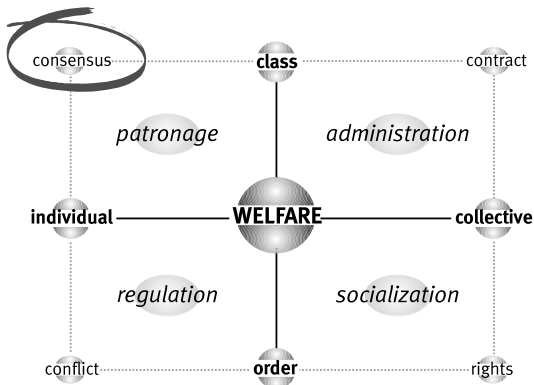 consensus class contract
patronage administration
individual WELFARE collective
regulation socialization
conflict order rights